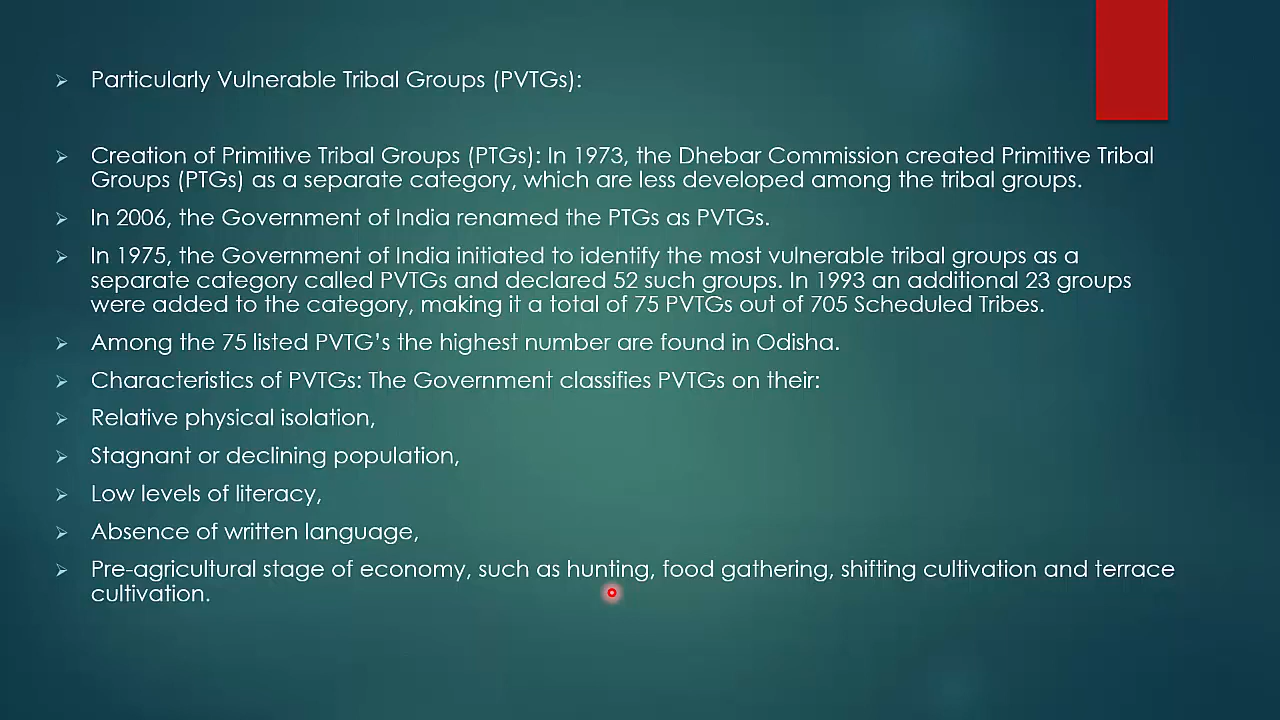 Particularly Vulnerable Tribal Groups (PVTGs):
Creation of Primitive Tribal Groups (PTGs): In 1973, the Dhebar Commission created Primitive Tribal
Groups (PTGs) as a separate category, which are less developed among the tribal groups.
In 2006, the Government of India renamed the PTGs as PVTGs.
In 1975, the Government of India initiated to identify the most vulnerable tribal groups as a
separate category called PVTGs and declared 52 such groups. In 1993 an additional 23 groups
were added to the category, making it a total of 75 PVTGs out of 705 Scheduled Tribes.
Among the 75 listed PVTG’s the highest number are found in Odisha.
Characteristics of PVTGs: The Government classifies PVTGs on their:
Relative physical isolation,
Stagnant or declining population,
Low levels of literacy,
Absence of written language,
Pre-agricultural stage of economy, such as hunting, food gathering, shifting cultivation and terrace
cultivation.